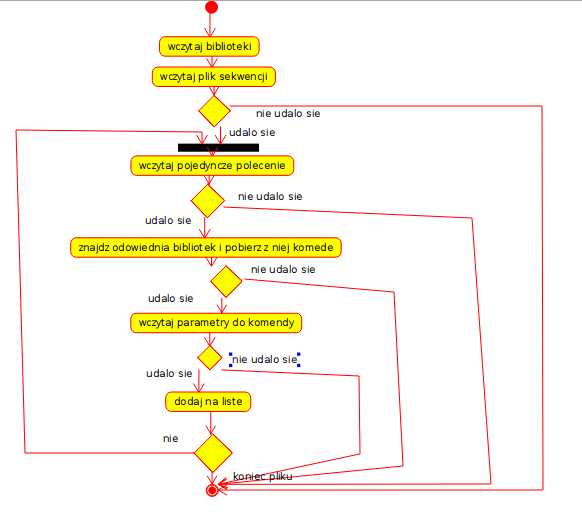 wczytaj biblioteki
wczytaj plik sekwencji
nie udalo sie
udalo sie
wczytaj pojedyncze polecenie
nie udalo sie
udalo sie
znajdz odowiednia bibliotek i pobierz z niej komede
nie udalo sie
udalo sie
wczytaj parametry do komendy
nie udalo sie
udalo sie
dodaj na liste
nie
koniec pliku